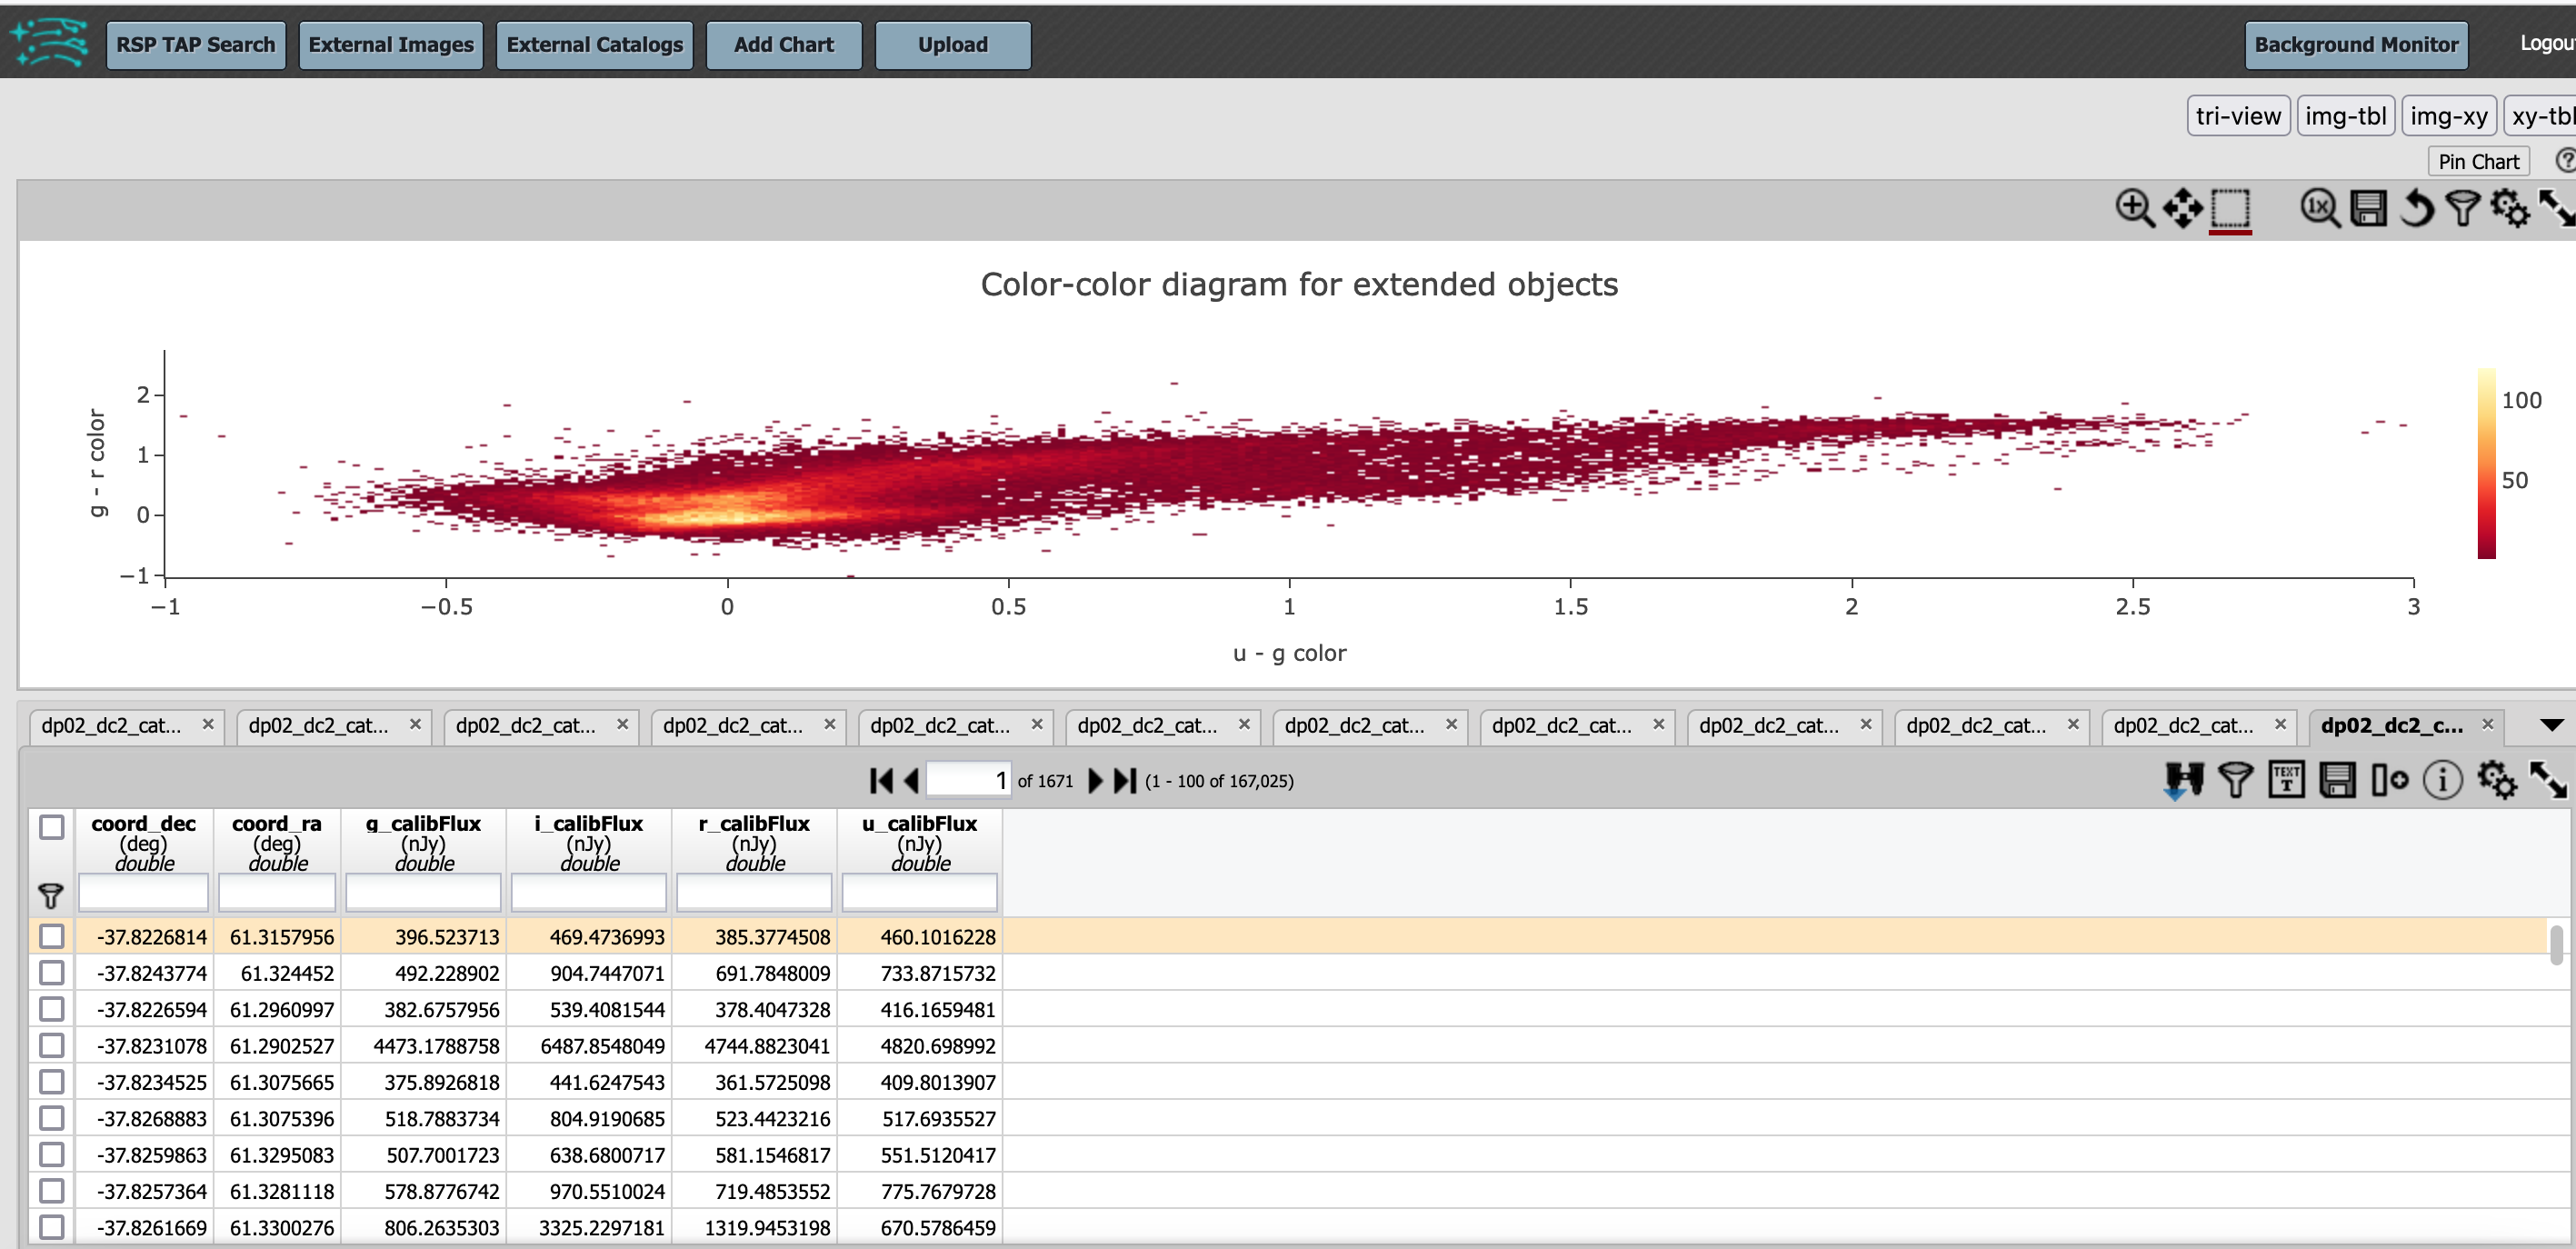 RSP TAP Search External Images External Catalogs Add Chart Upload Background Monitor Logou
tri-view img-tbl img-xy xy-tbl
Pin Chart
Color-color diagram for extended objects
2
1
0
−1
g - r color
100
50
−1 −0.5 0 0.5 1 1.5 2 2.5 3
u - g color
dp02_dc2_cat... dp02_dc2_cat... dp02_dc2_cat... dp02_dc2_cat... dp02_dc2_cat... dp02_dc2_cat... dp02_dc2_cat... dp02_dc2_cat... dp02_dc2_cat... dp02_dc2_cat... dp02_dc2_cat... dp02_dc2_c...
1 of 1671 (1 - 100 of 167,025)
coord_dec coord_ra g_calibFlux i_calibFlux r_calibFlux u_calibFlux
(deg) (deg) (nJy) (nJy) (nJy) (nJy)
double double double double double double
-37.8226814 61.3157956 396.523713 469.4736993 385.3774508 460.1016228
-37.8243774 61.324452 492.228902 904.7447071 691.7848009 733.8715732
-37.8226594 61.2960997 382.6757956 539.4081544 378.4047328 416.1659481
-37.8231078 61.2902527 4473.1788758 6487.8548049 4744.8823041 4820.698992
-37.8234525 61.3075665 375.8926818 441.6247543 361.5725098 409.8013907
-37.8268883 61.3075396 518.7883734 804.9190685 523.4423216 517.6935527
-37.8259863 61.3295083 507.7001723 638.6800717 581.1546817 551.5120417
-37.8257364 61.3281118 578.8776742 970.5510024 719.4853552 775.7679728
-37.8261669 61.3300276 806.2635303 3325.2297181 1319.9453198 670.5786459